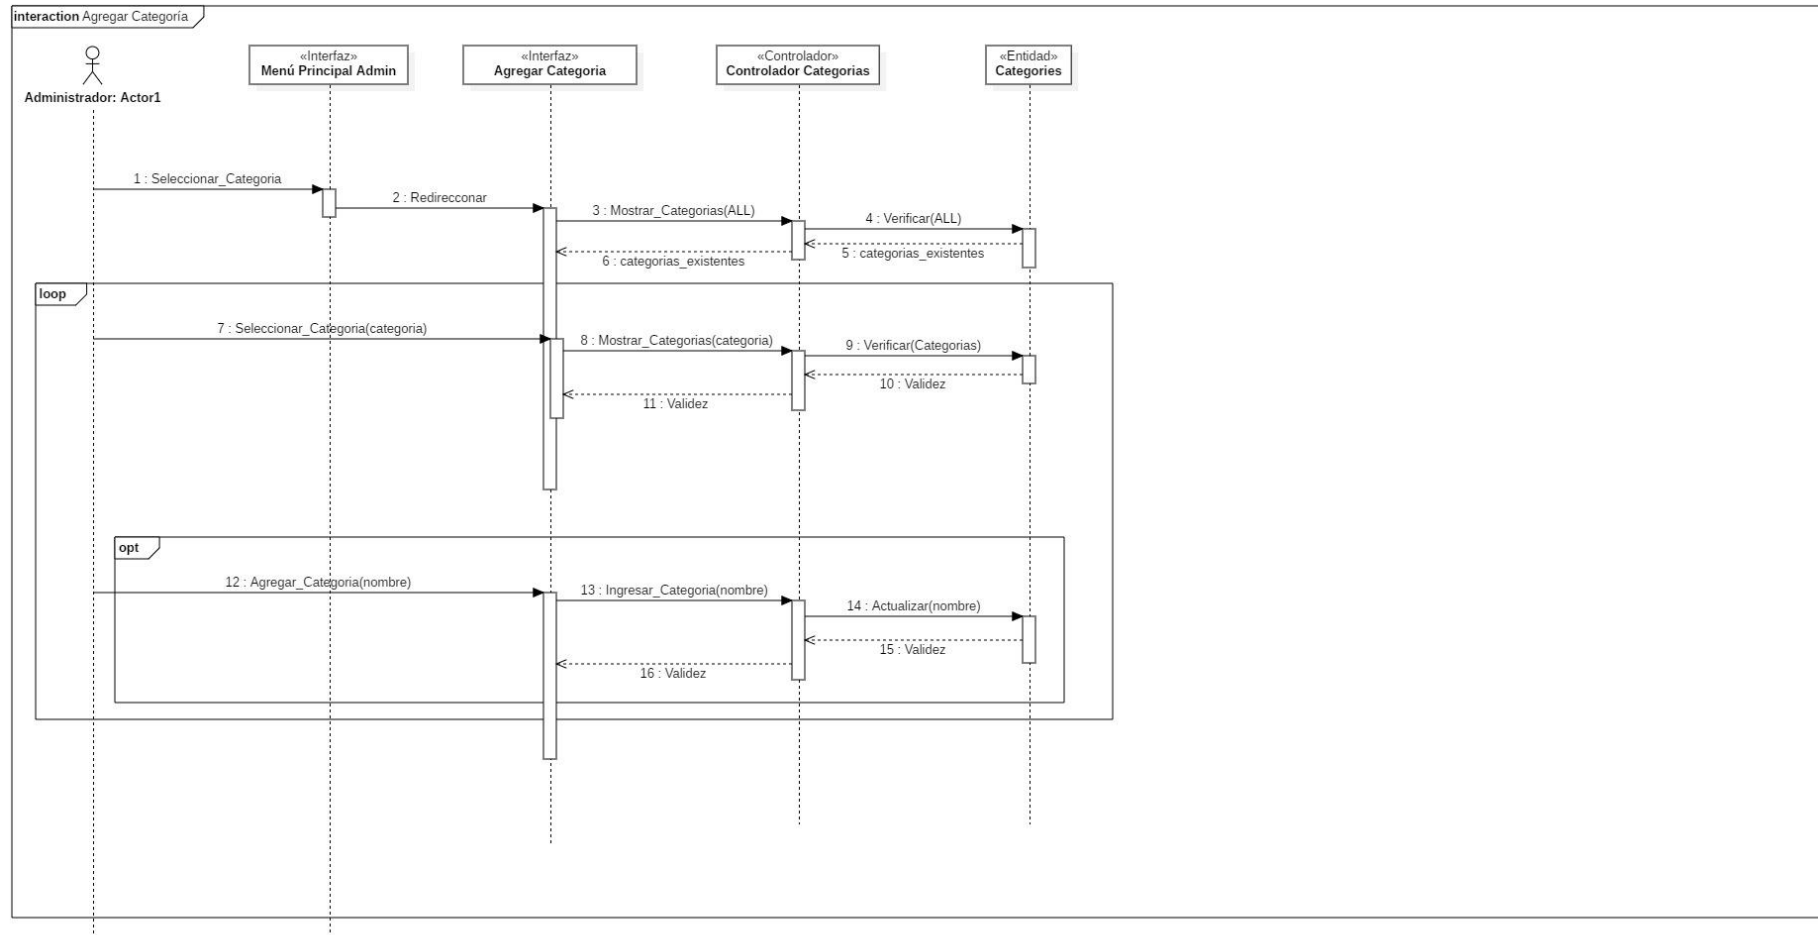 interaction Agregar Categoría
«Interfaz»
Menú Principal Admin
«Interfaz»
Agregar Categoria
«Controlador»
Controlador Categorias
«Entidad»
Categories
Administrador: Actor1
1 : Seleccionar_Categoria
2 : Redirecconar
3 : Mostrar_Categorias(ALL)
4 : Verificar(ALL)
5 : categorias_existentes
6 : categorias_existentes
loop
7 : Seleccionar_Categoria(categoria)
8 : Mostrar_Categorias(categoria)
9 : Verificar(Categorias)
10 : Validez
11 : Validez
opt
12 : Agregar_Categoria(nombre)
13 : Ingresar_Categoria(nombre)
14 : Actualizar(nombre)
15 : Validez
16 : Validez